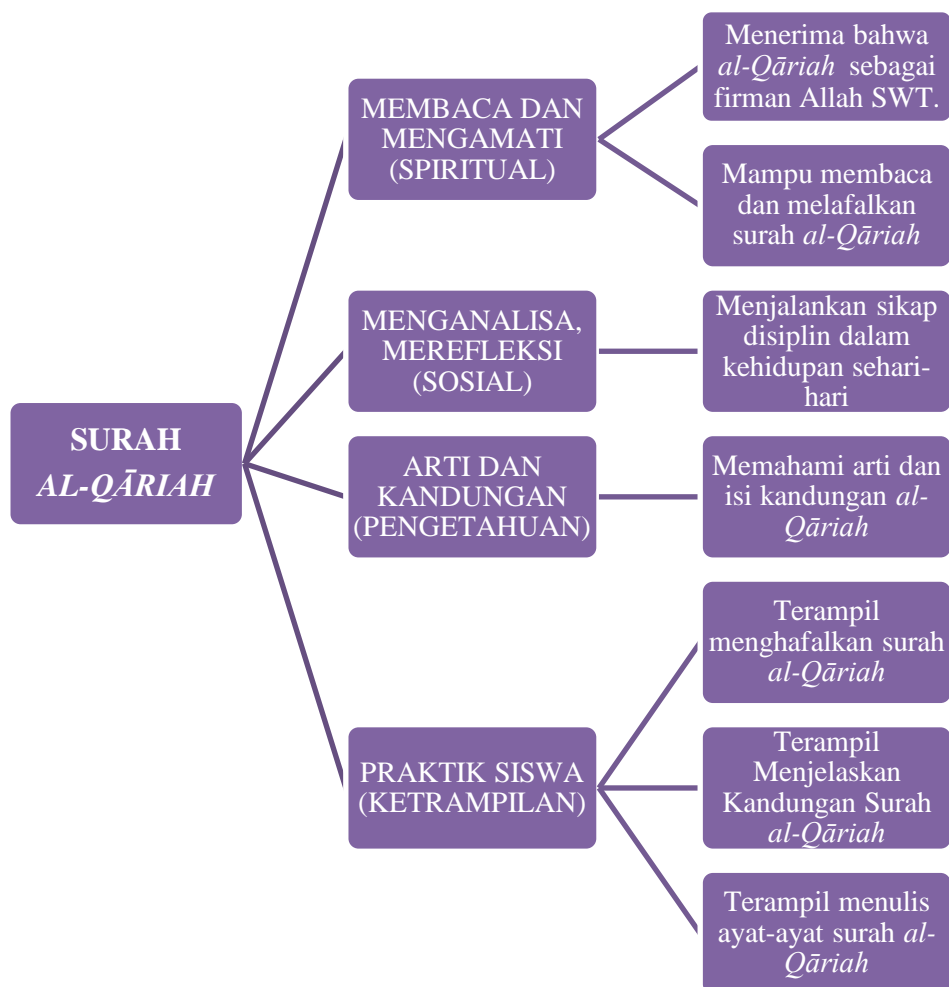 SURAH
AL-QĀRIAH
MEMBACA DAN
MENGAMATI
(SPIRITUAL)
Menerima bahwa
al-Qāriah sebagai
firman Allah SWT.
Mampu membaca
dan melafalkan
surah al-Qāriah
MENGANALISA,
MEREFLEKSI
(SOSIAL)
Menjalankan sikap
disiplin dalam
kehidupan sehari-
hari
ARTI DAN
KANDUNGAN
(PENGETAHUAN)
Memahami arti dan
isi kandungan al-
Qāriah
PRAKTIK SISWA
(KETRAMPILAN)
Terampil
menghafalkan surah
al-Qāriah
Terampil
Menjelaskan
Kandungan Surah
al-Qāriah
Terampil menulis
ayat-ayat surah al-
Qāriah